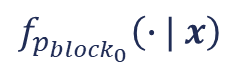 f_{p_{block_0}}(· | x)